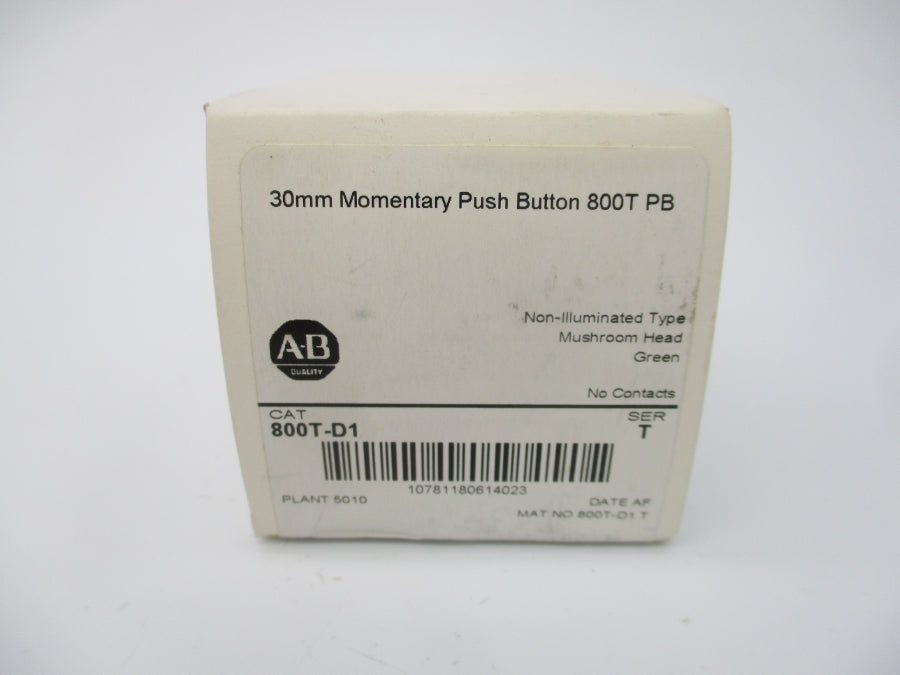 30mm Momentary Push Button 800T PB
Non-Illuminated Type
Mushroom Head
Green
A-B
QUALITY
No Contacts
CAT SER
800T-D1 T
10781180614023
PLANT 5010 DATE AF
MAT NO 800T-D1 T